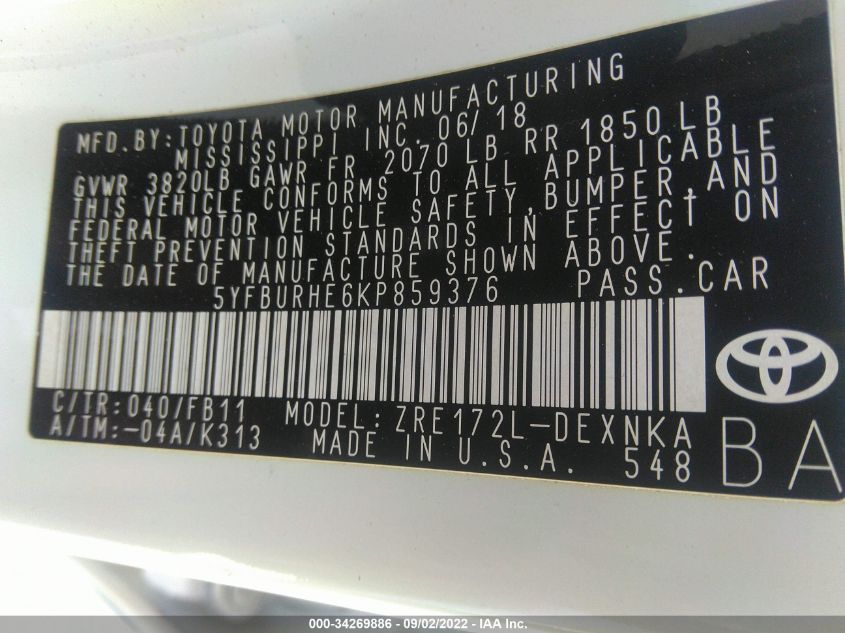 MFD.BY:TOYOTA MOTOR MANUFACTURING
MISSISSIPPI INC. 06/18
GVWR 3820LB GAWR FR 2070 LB RR 1850 LB
THIS VEHICLE CONFORMS TO ALL APPLICABLE
FEDERAL MOTOR VEHICLE SAFETY,BUMPER,AND
THEFT PREVENTION STANDARDS IN EFFECT ON
THE DATE OF MANUFACTURE SHOWN ABOVE.
5YFBURHE6KP859376 PASS.CAR
C/TR:040/FB11 MODEL: ZRE172L-DEXNKA
A/TM:-04A/K313 MADE IN U.S.A. 548
BA
000-34269886 - 09/02/2022 - IAA Inc.